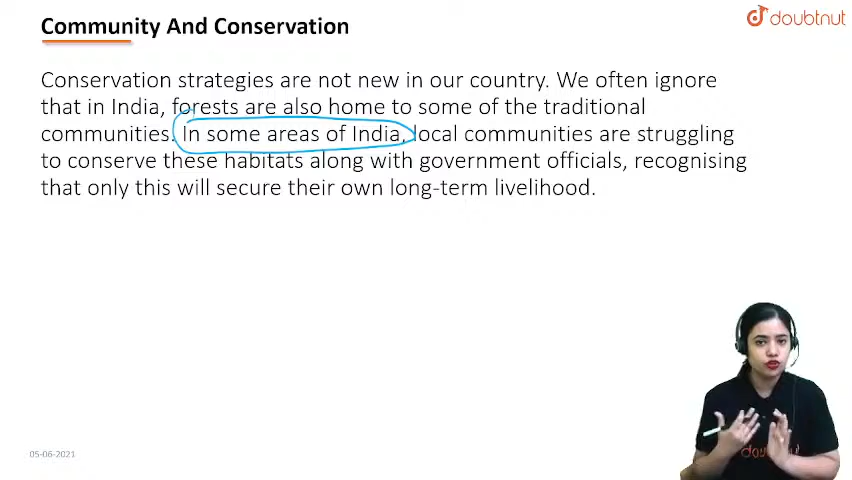 Community And Conservation
doubtnut
Conservation strategies are not new in our country. We often ignore
that in India, forests are also home to some of the traditional
communities. In some areas of India, local communities are struggling
to conserve these habitats along with government officials, recognising
that only this will secure their own long-term livelihood.
doubtnut
05-06-2021